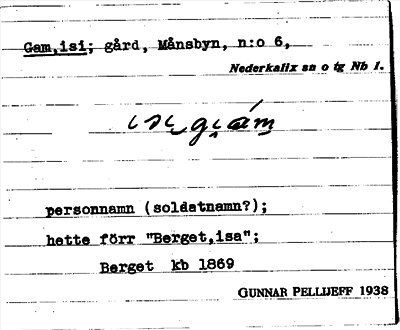 Gam,isi; gård, Månsbyn, n:o 6,
Nederkalix sn o tg Nb l.
personnamn (soldatnamn?);
hette förr "Berget,isa";
Berget kb 1869
GUNNAR PELLIJEFF 1938